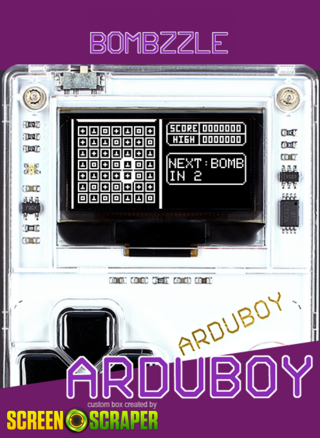 BOMBZZLE
SCORE 0000000
HIGH 0000000
NEXT:BOMB
IN 2
ARDUBOY
ARDUBOY
custom box created by
SCREEN SCRAPER